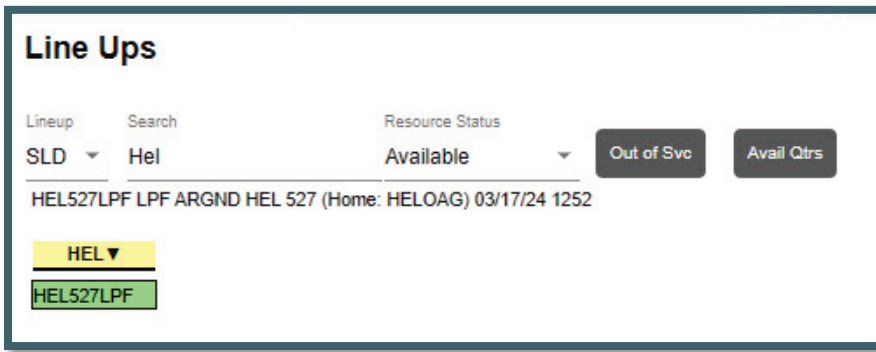 Line Ups
Lineup Search Resource Status
SLD Hel Available Out of Svc Avail Qtrs
HEL527LPF LPF ARGND HEL 527 (Home: HELOAG) 03/17/24 1252
HEL▼
HEL527LPF